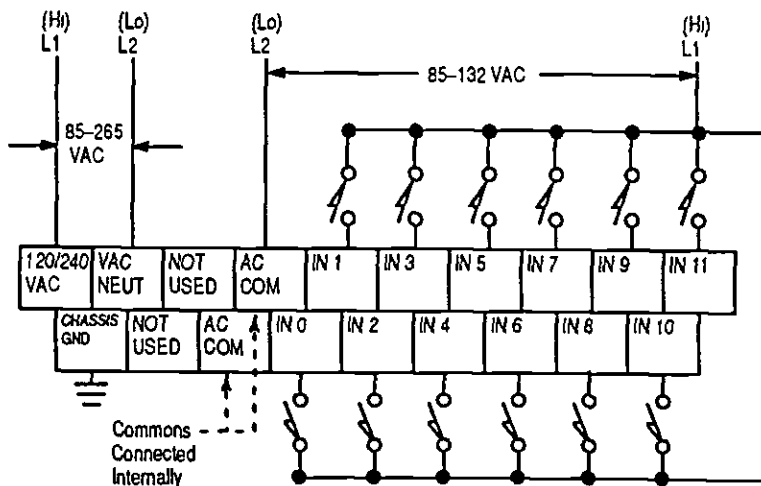 (Hi) (Lo) (Lo) (Hi)
L1 L2 L2 L1
85–132 VAC
85–265
VAC
120/240 VAC NOT AC IN 1 IN 3 IN 5 IN 7 IN 9 IN 11
VAC NEUT USED COM
CHASSIS NOT AC IN 0 IN 2 IN 4 IN 6 IN 8 IN 10
GND USED COM
Commons
Connected
Internally